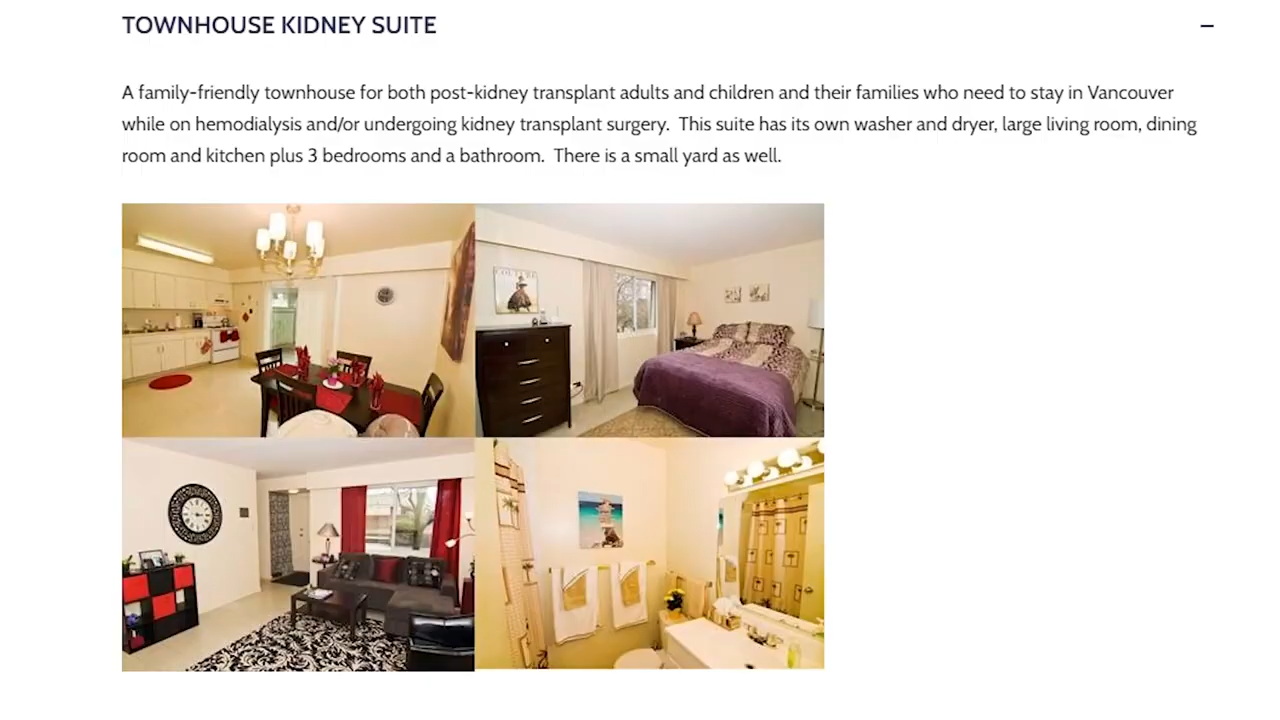 TOWNHOUSE KIDNEY SUITE
A family-friendly townhouse for both post-kidney transplant adults and children and their families who need to stay in Vancouver
while on hemodialysis and/or undergoing kidney transplant surgery.  This suite has its own washer and dryer, large living room, dining
room and kitchen plus 3 bedrooms and a bathroom.  There is a small yard as well.
COUTURE